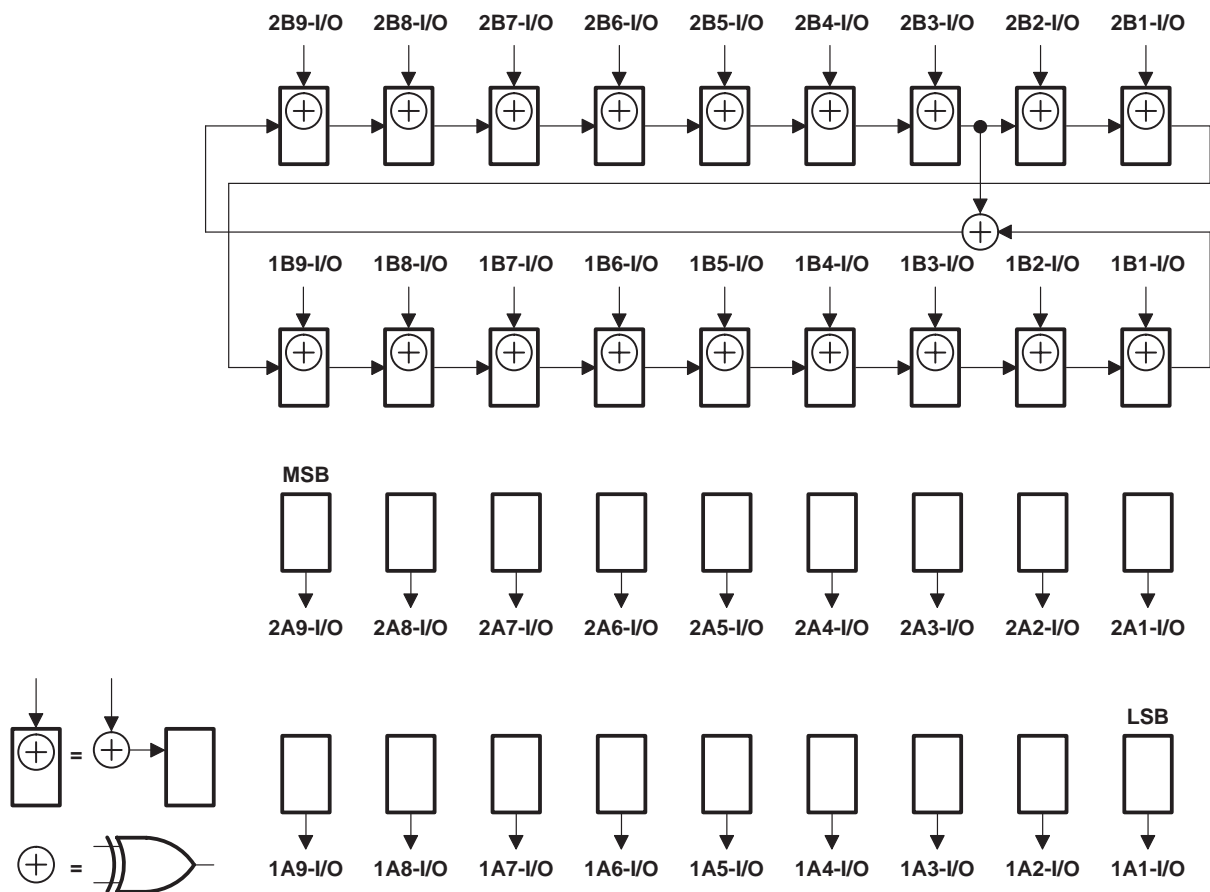 2B9-I/O 2B8-I/O 2B7-I/O 2B6-I/O 2B5-I/O 2B4-I/O 2B3-I/O 2B2-I/O 2B1-I/O
1B9-I/O 1B8-I/O 1B7-I/O 1B6-I/O 1B5-I/O 1B4-I/O 1B3-I/O 1B2-I/O 1B1-I/O
MSB
2A9-I/O 2A8-I/O 2A7-I/O 2A6-I/O 2A5-I/O 2A4-I/O 2A3-I/O 2A2-I/O 2A1-I/O
LSB
=
=
1A9-I/O 1A8-I/O 1A7-I/O 1A6-I/O 1A5-I/O 1A4-I/O 1A3-I/O 1A2-I/O 1A1-I/O